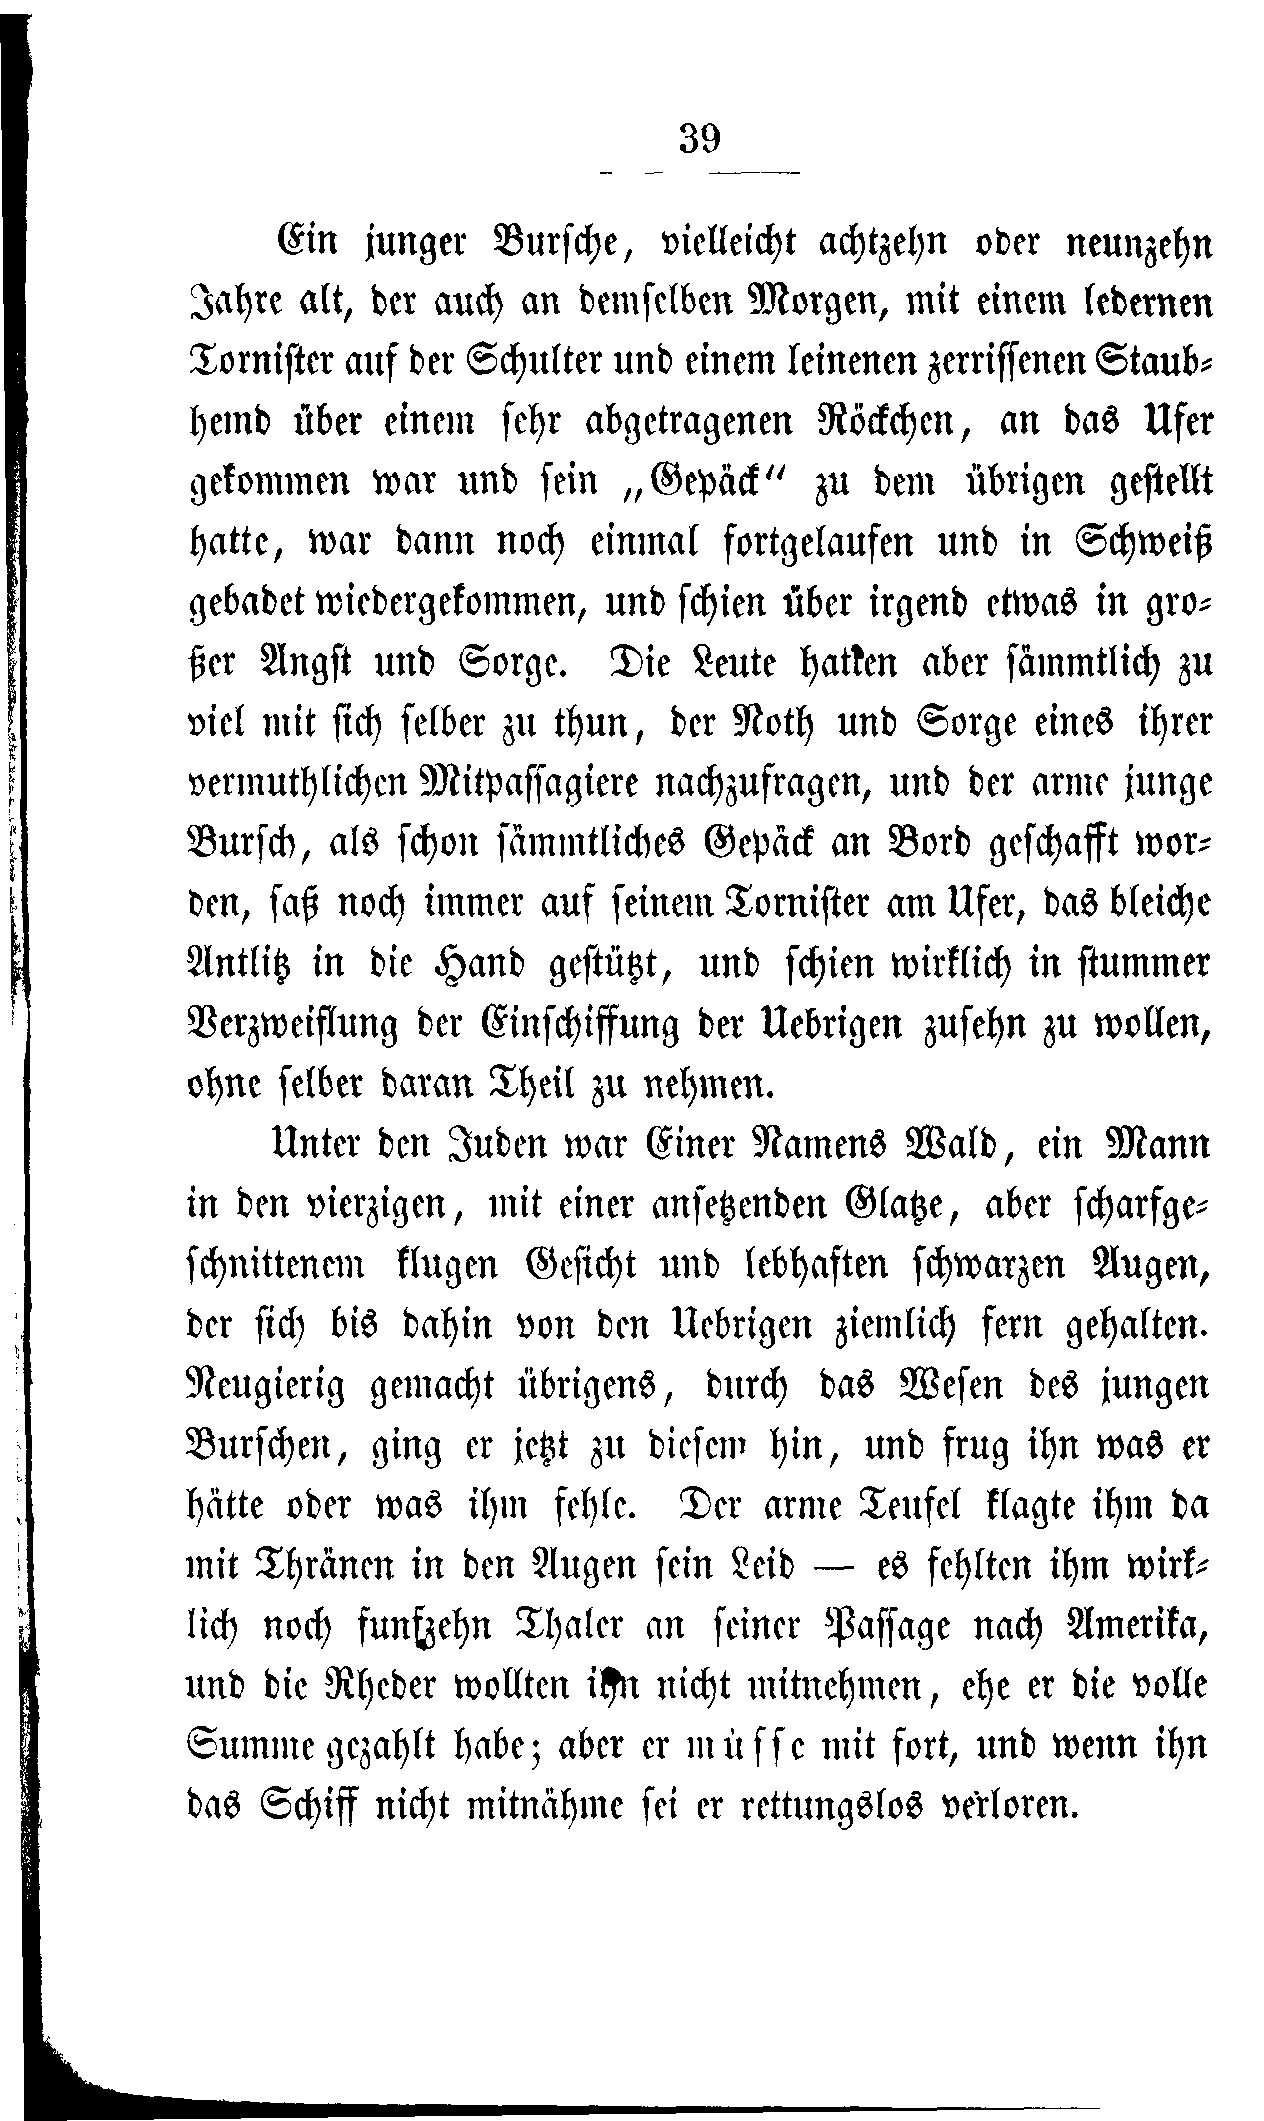 39
Ein junger Bursche, vielleicht achtzehn oder neunzehn
Jahre alt, der auch an demselben Morgen, mit einem ledernen
Tornister auf der Schulter und einem leinenen zerrissenen Staub-
hemd über einem sehr abgetragenen Röckchen, an das Ufer
gekommen war und sein „Gepäck“ zu dem übrigen gestellt
hatte, war dann noch einmal fortgelaufen und in Schweiß
gebadet wiedergekommen, und schien über irgend etwas in gro-
ßer Angst und Sorge. Die Leute hatten aber sämmtlich zu
viel mit sich selber zu thun, der Noth und Sorge eines ihrer
vermuthlichen Mitpassagiere nachzufragen, und der arme junge
Bursch, als schon sämmtliches Gepäck an Bord geschafft wor-
den, saß noch immer auf seinem Tornister am Ufer, das bleiche
Antlitz in die Hand gestützt, und schien wirklich in stummer
Verzweiflung der Einschiffung der Uebrigen zusehn zu wollen,
ohne selber daran Theil zu nehmen.
Unter den Juden war Einer Namens Wald, ein Mann
in den vierzigen, mit einer ansetzenden Glatze, aber scharfge-
schnittenem klugen Gesicht und lebhaften schwarzen Augen,
der sich bis dahin von den Uebrigen ziemlich fern gehalten.
Neugierig gemacht übrigens, durch das Wesen des jungen
Burschen, ging er jetzt zu diesem hin, und frug ihn was er
hätte oder was ihm fehle. Der arme Teufel klagte ihm da
mit Thränen in den Augen sein Leid — es fehlten ihm wirk-
lich noch funfzehn Thaler an seiner Passage nach Amerika,
und die Rheder wollten ihn nicht mitnehmen, ehe er die volle
Summe gezahlt habe; aber er müsse mit fort, und wenn ihn
das Schiff nicht mitnähme sei er rettungslos verloren.